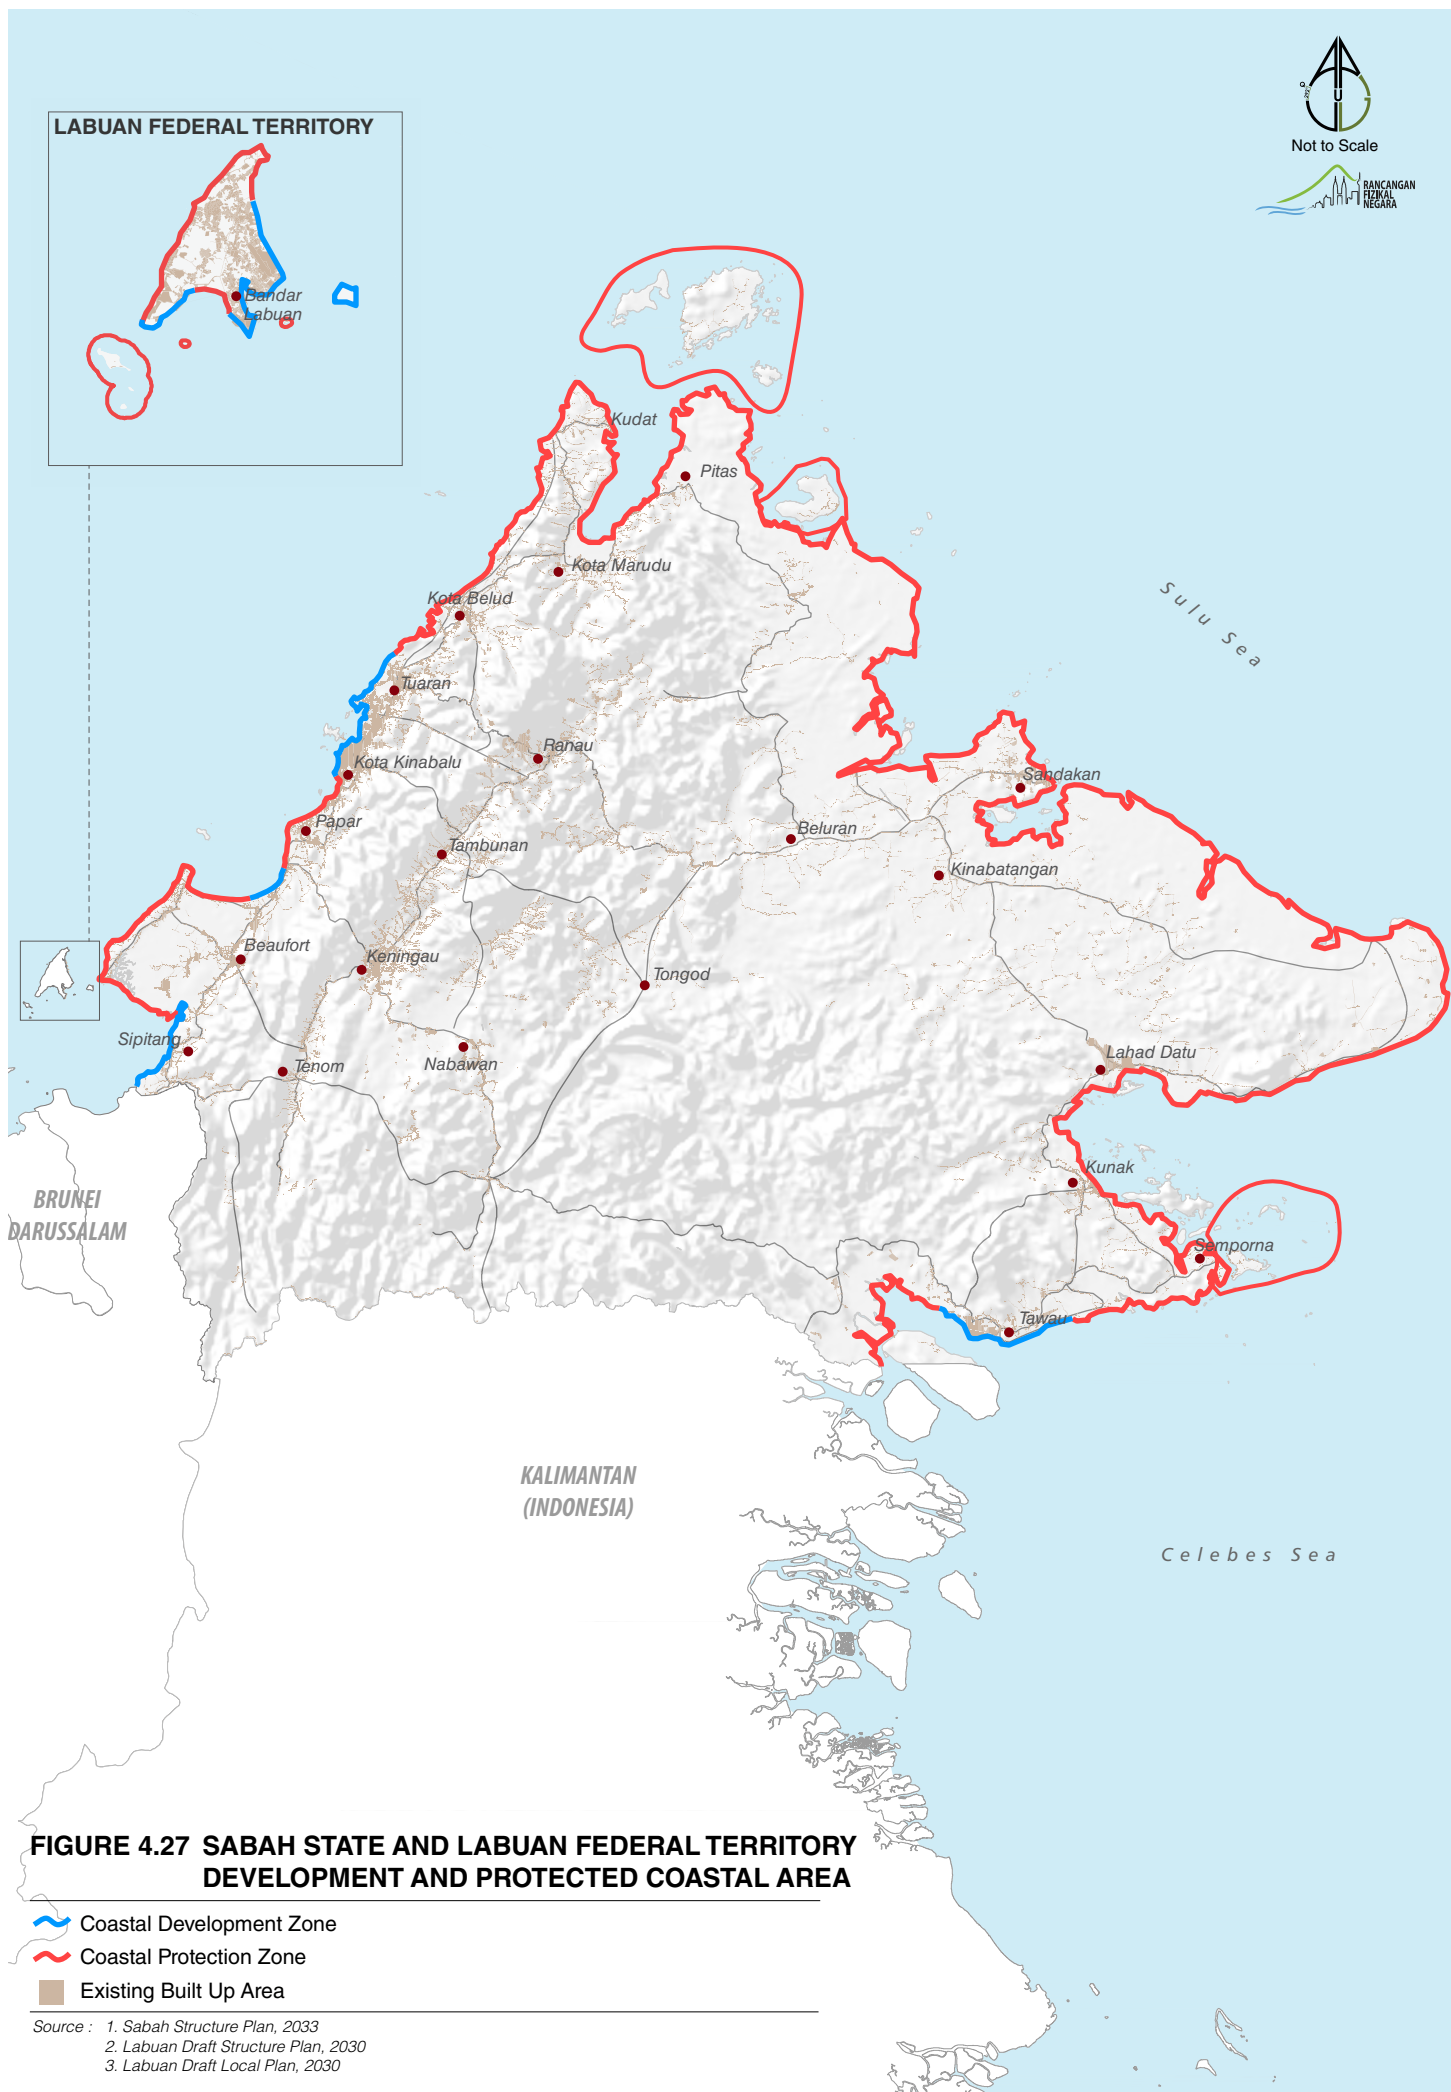 LABUAN FEDERAL TERRITORY
Bandar
Labuan
Not to Scale
RANCANGAN
FIZIKAL
NEGARA
Kudat
Pitas
Kota Marudu
Kota Belud
Sulu Sea
Tuaran
Ranau
Kota Kinabalu
Sandakan
Papar
Beluran
Tambunan
Kinabatangan
Beaufort
Keningau
Tongod
Sipitang
Tenom
Nabawan
Lahad Datu
Kunak
BRUNEI
DARUSSALAM
Semporna
Tawau
KALIMANTAN
(INDONESIA)
Celebes Sea
FIGURE 4.27 SABAH STATE AND LABUAN FEDERAL TERRITORY
DEVELOPMENT AND PROTECTED COASTAL AREA
Coastal Development Zone
Coastal Protection Zone
Existing Built Up Area
Source : 1. Sabah Structure Plan, 2033
2. Labuan Draft Structure Plan, 2030
3. Labuan Draft Local Plan, 2030